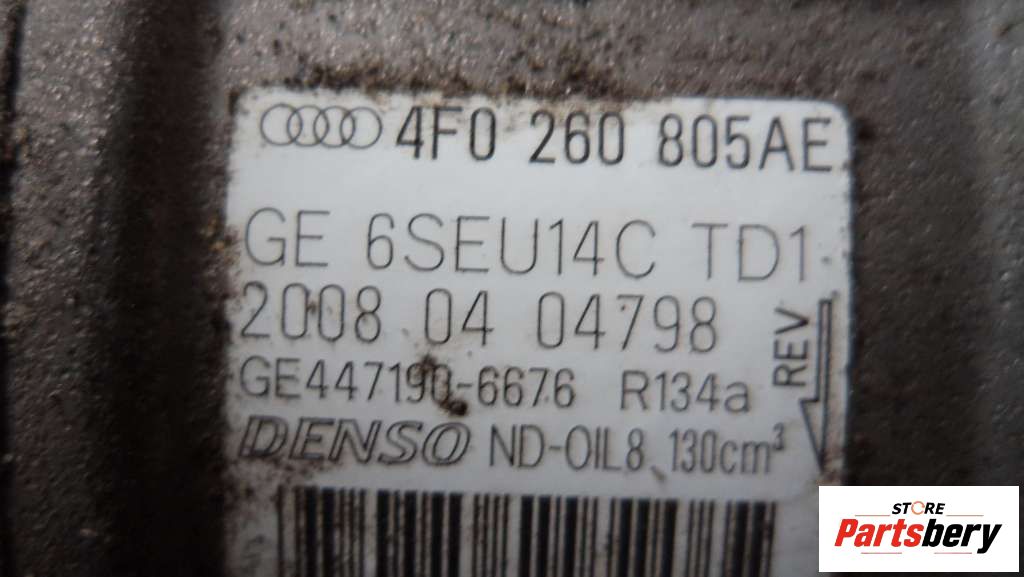 4F0 260 805AE
GE 6SEU14C TD1
2008 04 04798
GE447190-6676 R134a
REV
DENSO ND-OIL8, 130cm³
STORE
Partsbery